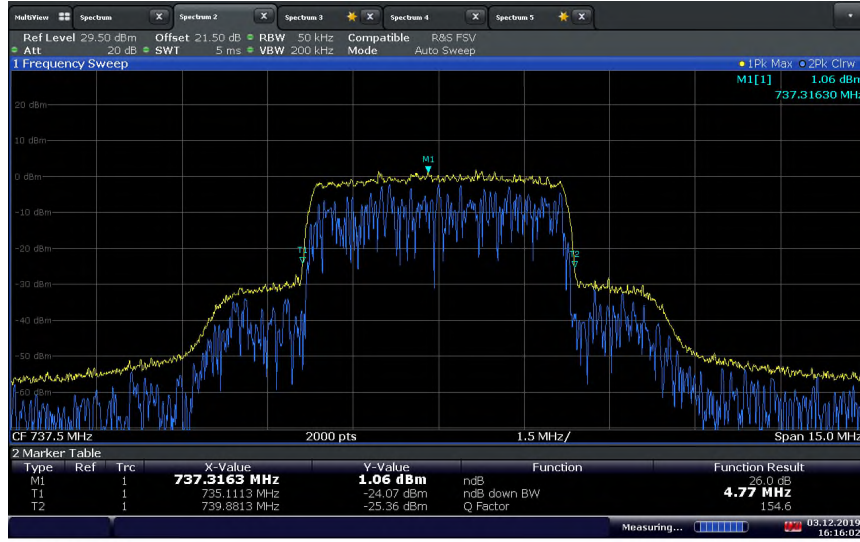 MultiView Spectrum X Spectrum 2 X Spectrum 3 X Spectrum 4 X Spectrum 5 X
Ref Level 29.50 dBm Offset 21.50 dB RBW 50 kHz Compatible R&S FSV
Att 20 dB SWT 5 ms VBW 200 kHz Mode Auto Sweep
1 Frequency Sweep 1Pk Max 2Pk Clrw
M1[1] 1.06 dBm
737.31630 MHz
20 dBm
10 dBm
M1
0 dBm
-10 dBm
-20 dBm
T1
T2
-30 dBm
-40 dBm
-50 dBm
-60 dBm
CF 737.5 MHz 2000 pts 1.5 MHz/ Span 15.0 MHz
2 Marker Table
Type Ref Trc X-Value Y-Value Function Function Result
M1 1 737.3163 MHz 1.06 dBm ndB 26.0 dB
T1 1 735.1113 MHz -24.07 dBm ndB down BW 4.77 MHz
T2 1 739.8813 MHz -25.36 dBm Q Factor 154.6
Measuring... 03.12.2019
16:16:02